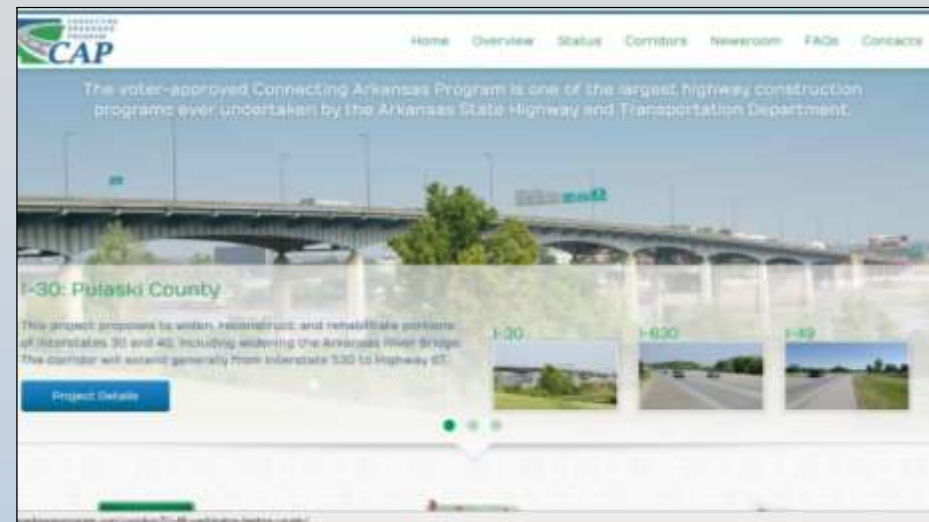 CONNECTING
ARKANSAS
PROGRAM
CAP
Home Overview Status Corridors Newsroom FAQs Contacts
The voter-approved Connecting Arkansas Program is one of the largest highway construction
programs ever undertaken by the Arkansas State Highway and Transportation Department.
I-30: Pulaski County
This project proposes to widen, reconstruct, and rehabilitate portions
of Interstates 30 and 40, including widening the Arkansas River Bridge.
The corridor will extend generally from Interstate 530 to Highway 67.
I-30 I-630 I-49
Project Details